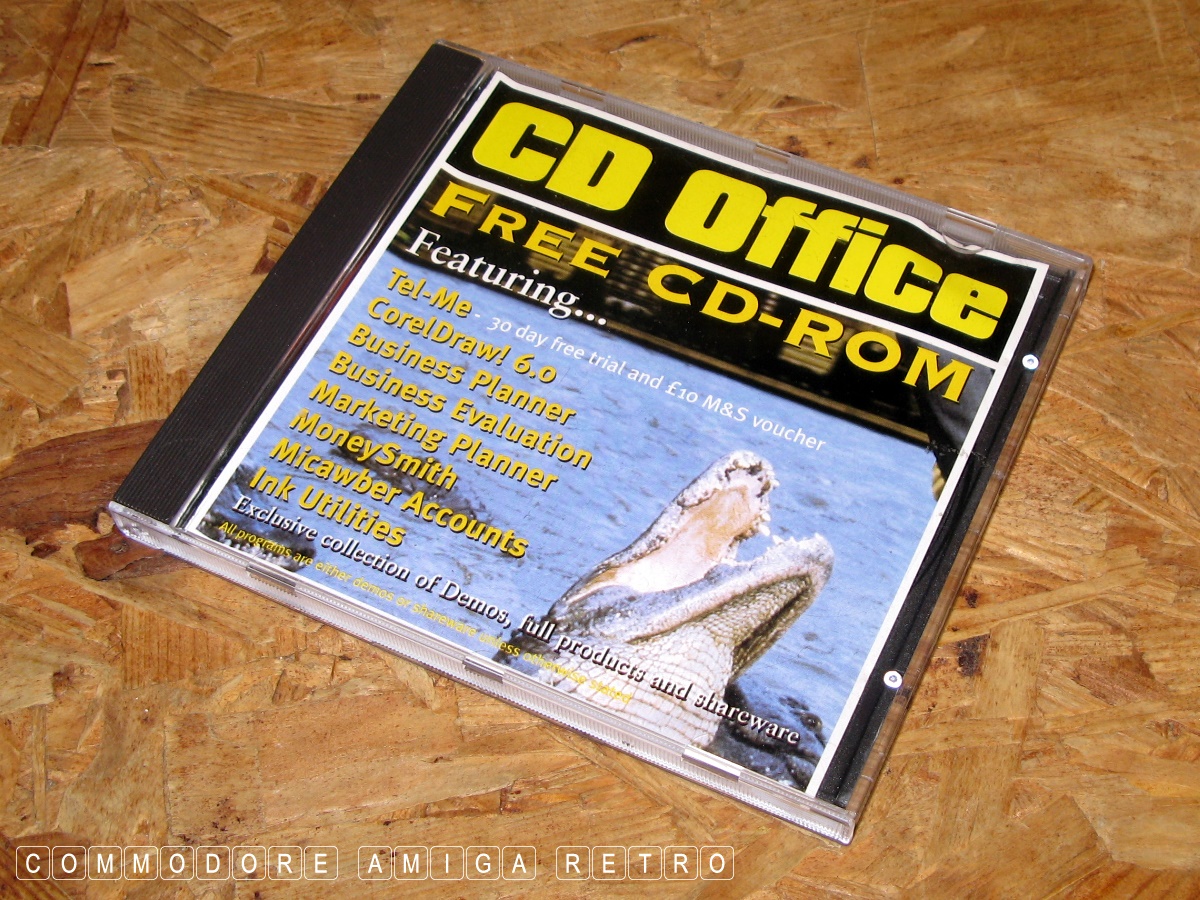 CD Office
FREE CD-ROM
Featuring...
Tel-Me - 30 day free trial and £10 M&S voucher
CorelDraw! 6.0
Business Planner
Business Evaluation
Marketing Planner
MoneySmith
Micawber Accounts
Ink Utilities
Exclusive collection of Demos, full products and shareware
All programs are either demos or shareware unless otherwise stated
COMMODORE AMIGA RETRO